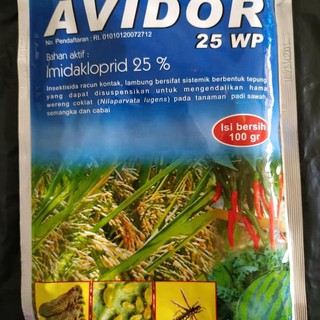 AVIDOR
No. Pendaftaran : RI. 01010120072712
25 WP
Bahan aktif :
Imidakloprid 25 %
Insektisida racun kontak, lambung bersifat sistemik berbentuk tepung
yang dapat disuspensikan untuk mengendalikan hama
wereng coklat (Nilaparvata lugens) pada tanaman padi sawah,
semangka dan cabai
Isi bersih
100 gr